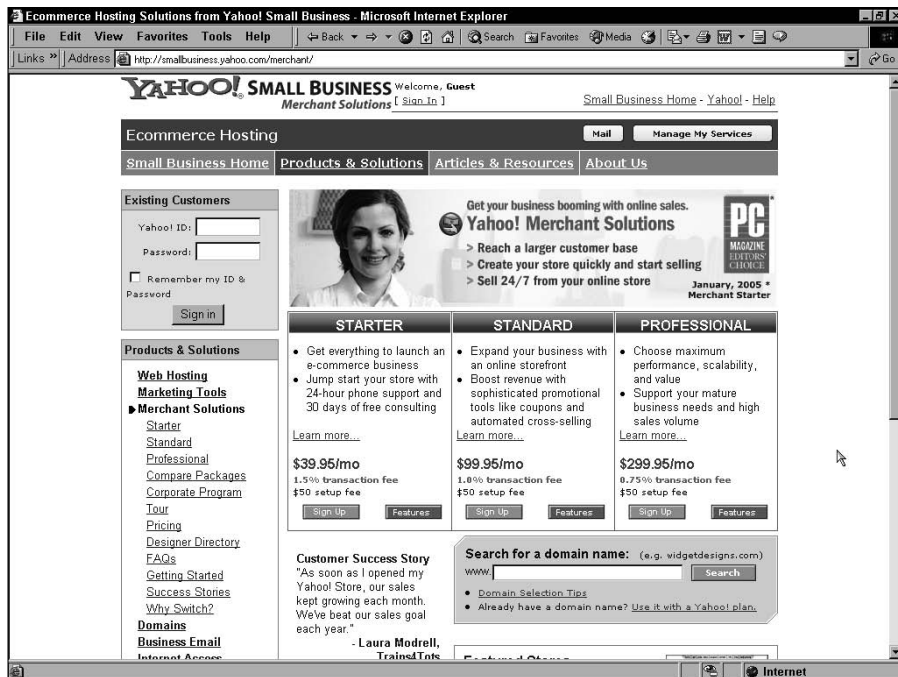 Ecommerce Hosting Solutions from Yahoo! Small Business - Microsoft Internet Explorer
File Edit View Favorites Tools Help
Back Search Favorites Media
Links » Address http://smallbusiness.yahoo.com/merchant/ Go
YAHOO! SMALL BUSINESS
Merchant Solutions
Welcome, Guest
[ Sign In ]
Small Business Home - Yahoo! - Help
Ecommerce Hosting
Mail
Manage My Services
Small Business Home
Products & Solutions
Articles & Resources
About Us
Existing Customers
Yahoo! ID:
Password:
Remember my ID &
Password
Sign in
Get your business booming with online sales.
Yahoo! Merchant Solutions
> Reach a larger customer base
> Create your store quickly and start selling
> Sell 24/7 from your online store
PC
MAGAZINE
EDITORS'
CHOICE
*
January, 2005 *
Merchant Starter
Products & Solutions
Web Hosting
Marketing Tools
Merchant Solutions
Starter
Standard
Professional
Compare Packages
Corporate Program
Tour
Pricing
Designer Directory
FAQs
Getting Started
Success Stories
Why Switch?
Domains
Business Email
Internet Access
STARTER
• Get everything to launch an
e-commerce business
• Jump start your store with
24-hour phone support and
30 days of free consulting
Learn more...
$39.95/mo
1.5% transaction fee
$50 setup fee
Sign Up
Features
STANDARD
• Expand your business with
an online storefront
• Boost revenue with
sophisticated promotional
tools like coupons and
automated cross-selling
Learn more...
$99.95/mo
1.0% transaction fee
$50 setup fee
Sign Up
Features
PROFESSIONAL
• Choose maximum
performance, scalability,
and value
• Support your mature
business needs and high
sales volume
Learn more...
$299.95/mo
0.75% transaction fee
$50 setup fee
Sign Up
Features
Customer Success Story
"As soon as I opened my
Yahoo! Store, our sales
kept growing each month.
We've beat our sales goal
each year."
- Laura Modrell,
Trains4Tots
Search for a domain name: (e.g. widgetdesigns.com)
www.
Search
• Domain Selection Tips
• Already have a domain name? Use it with a Yahoo! plan.
Featured Stores
Internet